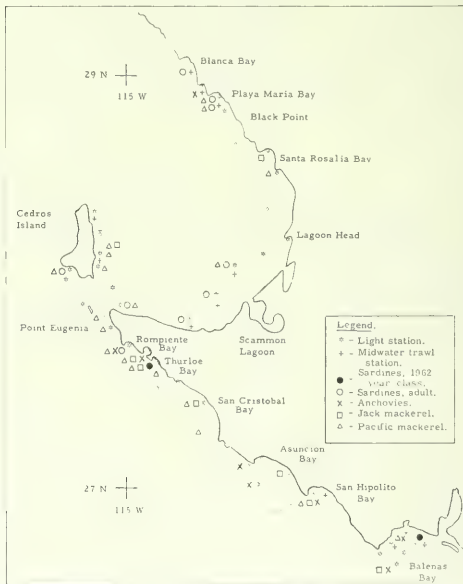 Blanca Bay
29 N
115 W
Playa Maria Bay
Black Point
Santa Rosalia Bay
Cedros
Island
Lagoon Head
Point Eugenia
Rompiente
Bay
Scammon
Lagoon
Thurloe
Bay
Legend.
- Light station.
+ - Midwater trawl
station.
● - Sardines, 1962
year class.
O - Sardines, adult.
x - Anchovies.
□ - Jack mackerel.
△ - Pacific mackerel.
San Cristobal
Bay
Asuncion
Bay
27 N
115 W
San Hipolito
Bay
Balenas
Bay